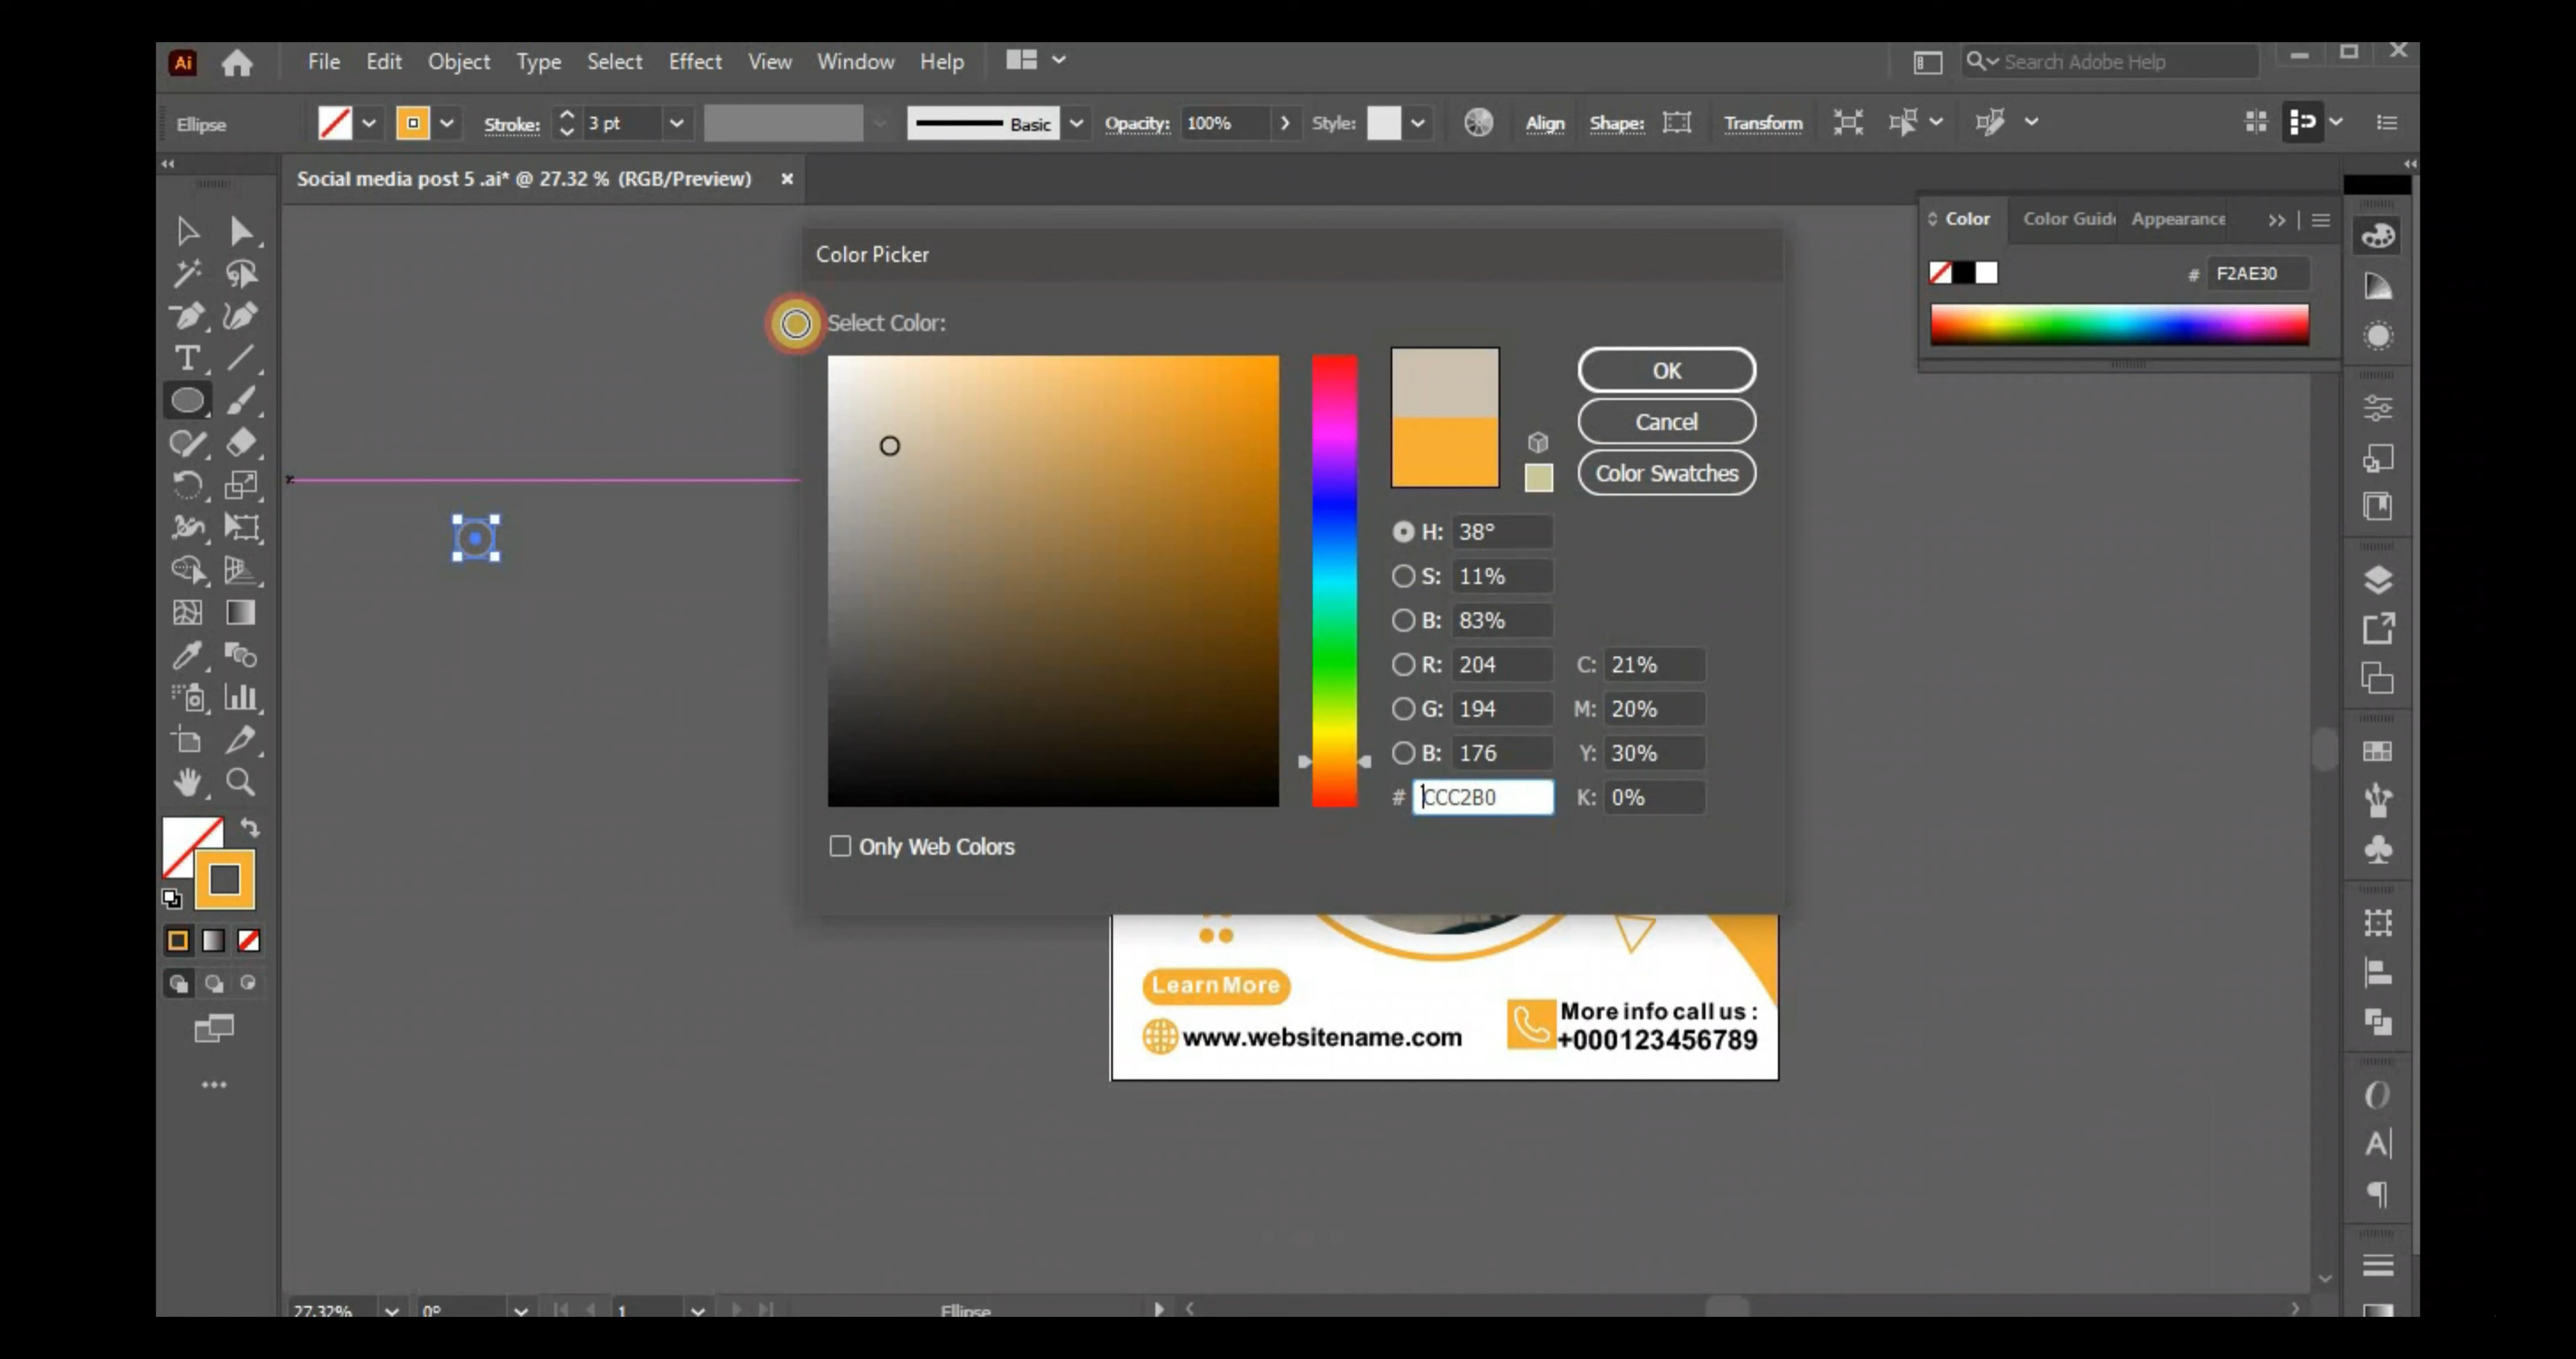 Ai File Edit Object Type Select Effect View Window Help Search Adobe Help
Ellipse Stroke: 3 pt Basic Opacity: 100% Style: Align Shape: Transform
Social media post 5 .ai* @ 27.32 % (RGB/Preview) ×
Color Color Guid Appearance
# F2AE30
Color Picker
Select Color:
OK
Cancel
Color Swatches
H: 38°
S: 11%
B: 83%
R: 204 C: 21%
G: 194 M: 20%
B: 176 Y: 30%
# CCC2B0 K: 0%
Only Web Colors
Learn More
More info call us :
www.websitename.com
+000123456789
27.32% 0° 1 Ellipse